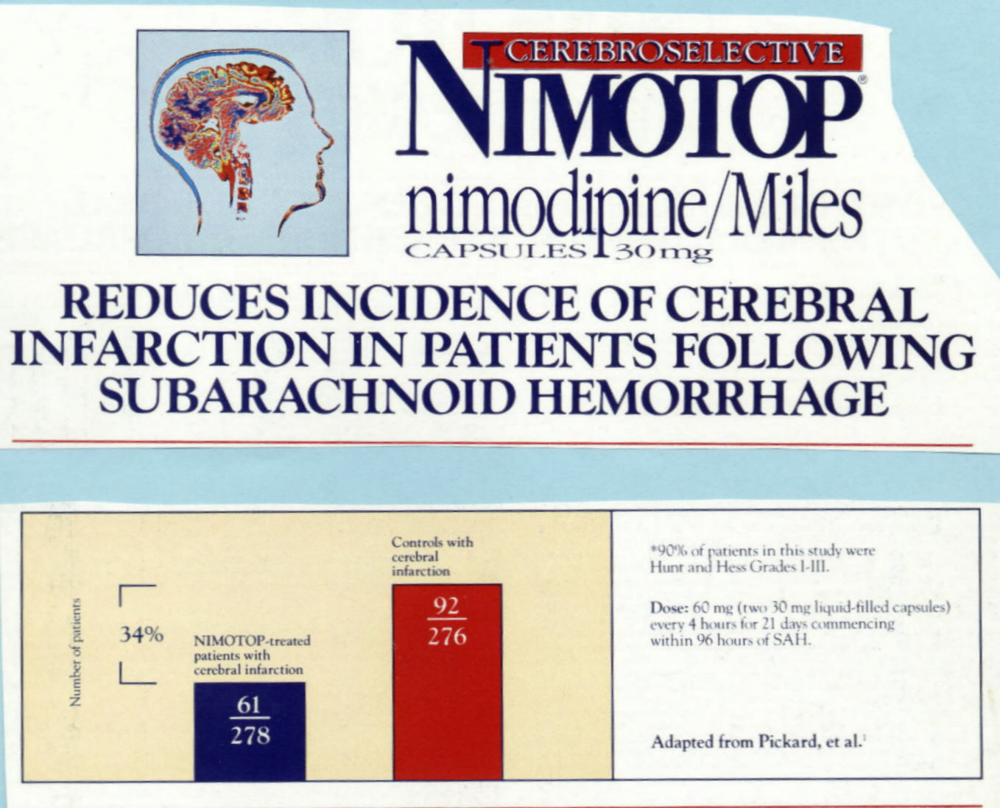 CEREBROSELECTIVE
NIMOTOP®
nimodipine/Miles
CAPSULES 30 mg
REDUCES INCIDENCE OF CEREBRAL
INFARCTION IN PATIENTS FOLLOWING
SUBARACHNOID HEMORRHAGE
Number of patients
34%
NIMOTOP-treated
patients with
cerebral infarction
61
278
Controls with
cerebral
infarction
92
276
*90% of patients in this study were
Hunt and Hess Grades I-III.
Dose: 60 mg (two 30 mg liquid-filled capsules)
every 4 hours for 21 days commencing
within 96 hours of SAH.
Adapted from Pickard, et al.¹